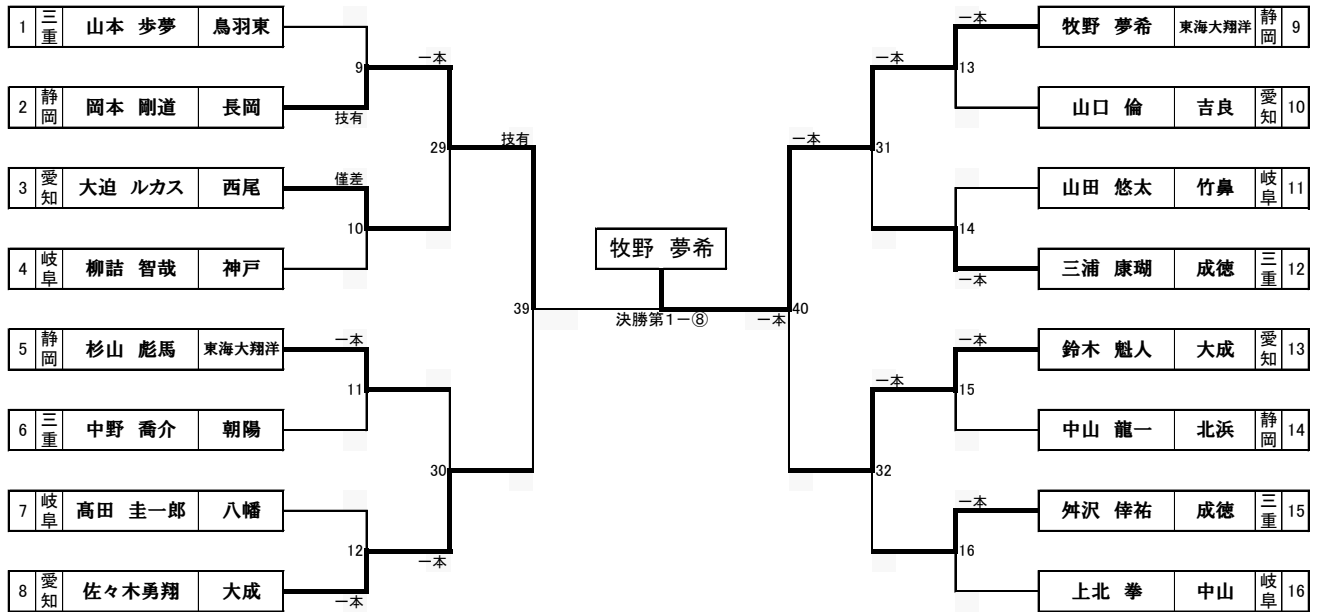 1 三重 山本 歩夢 鳥羽東
9
一本
2 静岡 岡本 剛道 長岡
技有
29
技有
3 愛知 大迫 ルカス 西尾
僅差
10
4 岐阜 柳詰 智哉 神戸
39
5 静岡 杉山 彪馬 東海大翔洋
一本
11
6 三重 中野 喬介 朝陽
30
7 岐阜 髙田 圭一郎 八幡
12
一本
8 愛知 佐々木勇翔 大成
一本
牧野 夢希
決勝第1-⑧
一本
一本
牧野 夢希 東海大翔洋 静岡 9
一本
13
山口 倫 吉良 愛知 10
一本
31
山田 悠太 竹鼻 岐阜 11
14
三浦 康瑚 成徳 三重 12
一本
40
一本
鈴木 魁人 大成 愛知 13
一本
15
中山 龍一 北浜 静岡 14
32
一本
舛沢 倖祐 成徳 三重 15
16
上北 拳 中山 岐阜 16